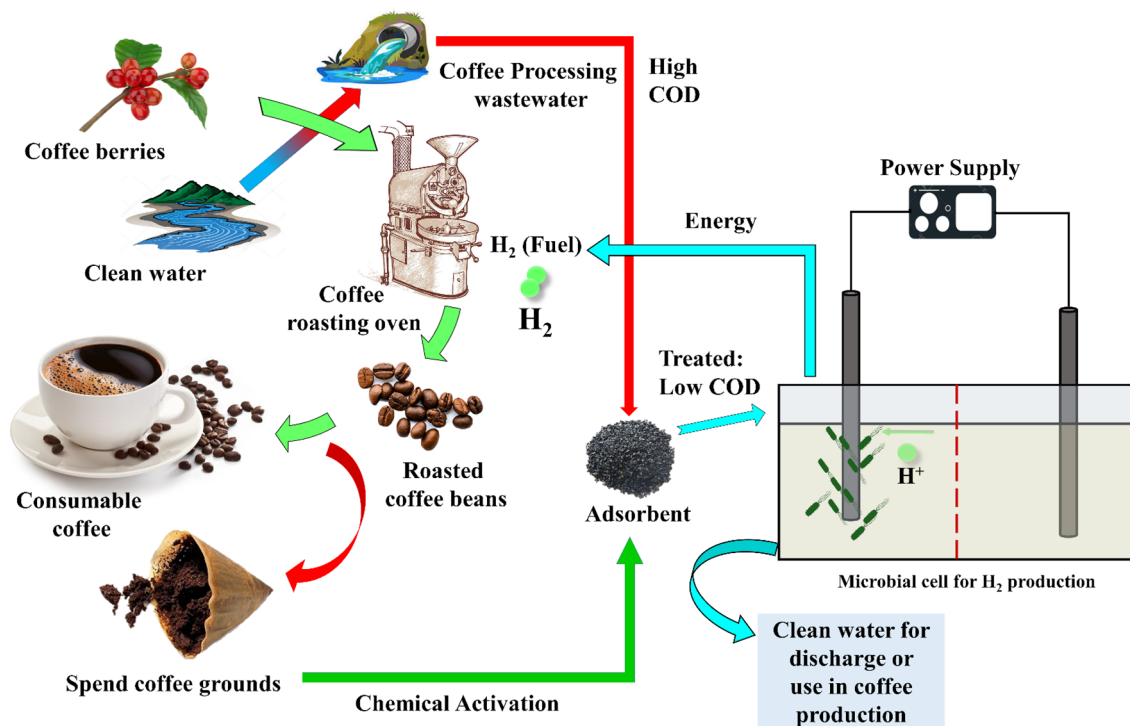 Coffee berries
Clean water
Coffee Processing
wastewater
High
COD
Power Supply
Energy
H₂ (Fuel)
H₂
Coffee
roasting oven
Treated:
Low COD
Roasted
coffee beans
Consumable
coffee
Adsorbent
H⁺
Microbial cell for H₂ production
Spend coffee grounds
Chemical Activation
Clean water for
discharge or
use in coffee
production